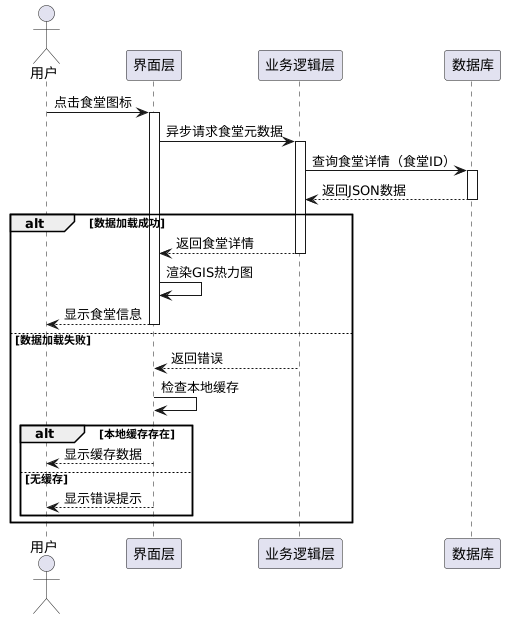 用户
界面层
业务逻辑层
数据库
点击食堂图标
异步请求食堂元数据
查询食堂详情（食堂ID）
返回JSON数据
alt [数据加载成功]
返回食堂详情
渲染GIS热力图
显示食堂信息
[数据加载失败]
返回错误
检查本地缓存
alt [本地缓存存在]
显示缓存数据
[无缓存]
显示错误提示
用户
界面层
业务逻辑层
数据库